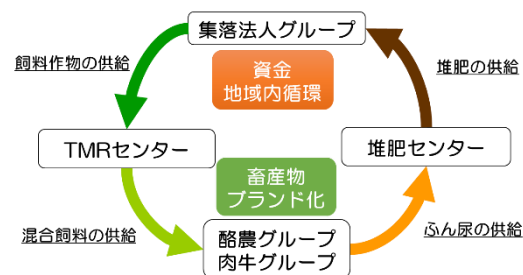 集落法人グループ
飼料作物の供給
資金
地域内循環
堆肥の供給
TMRセンター
堆肥センター
畜産物
ブランド化
混合飼料の供給
酪農グループ
肉牛グループ
ふん尿の供給